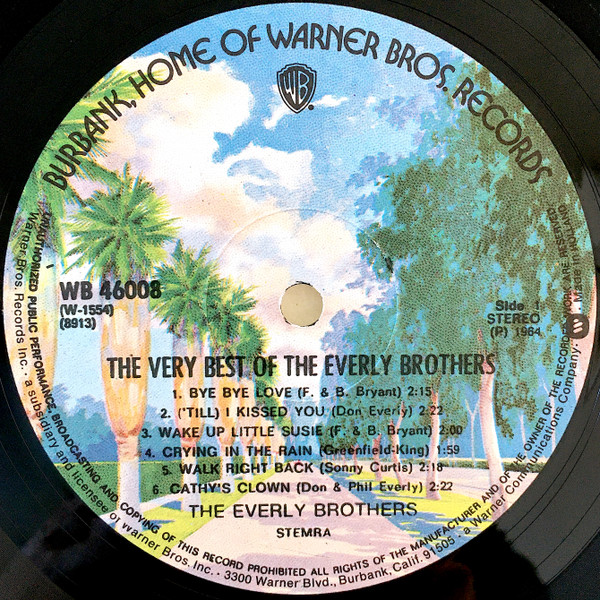 BURBANK, HOME OF WARNER BROS. RECORDS
WB
WB 46008
(W-1554)
(8913)
Side 1
STEREO
(P) 1964
THE VERY BEST OF THE EVERLY BROTHERS
1. BYE BYE LOVE (F. & B. Bryant) 2:15
2. ('TILL) I KISSED YOU (Don Everly) 2:22
3. WAKE UP LITTLE SUSIE (F. & B. Bryant) 2:00
4. CRYING IN THE RAIN (Greenfield-King) 1:59
5. WALK RIGHT BACK (Sonny Curtis) 2:18
6. CATHY'S CLOWN (Don & Phil Everly) 2:22
THE EVERLY BROTHERS
STEMRA
UNAUTHORIZED PUBLIC PERFORMANCE, BROADCASTING AND COPYING OF THIS RECORD PROHIBITED ALL RIGHTS OF THE MANUFACTURER AND OF THE OWNER OF THE RECORDED WORK ARE RESERVED
Warner Bros. Records Inc. · a subsidiary and licensee of Warner Bros. Inc. · 3300 Warner Blvd., Burbank, Calif. 91505 · a Warner Communications Company. Made in